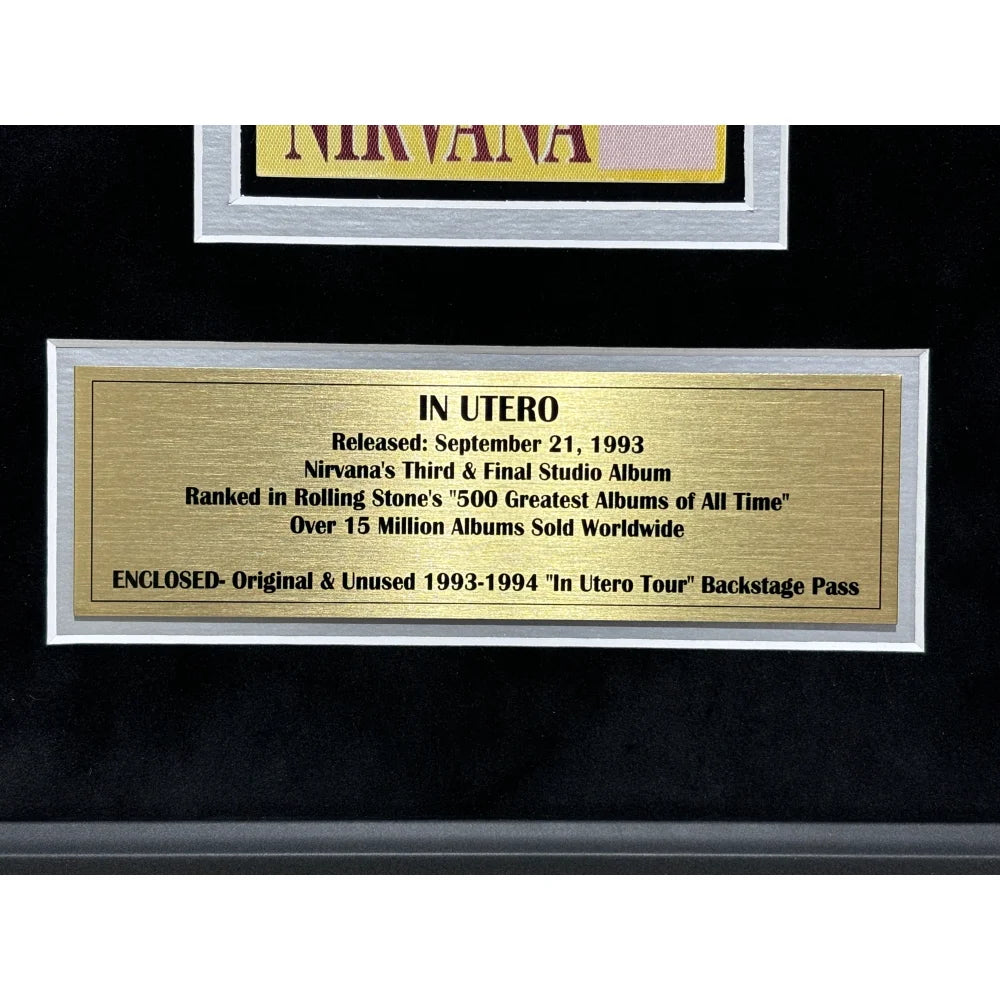 NIRVANA
IN UTERO
Released: September 21, 1993
Nirvana's Third & Final Studio Album
Ranked in Rolling Stone's "500 Greatest Albums of All Time"
Over 15 Million Albums Sold Worldwide
ENCLOSED- Original & Unused 1993-1994 "In Utero Tour" Backstage Pass